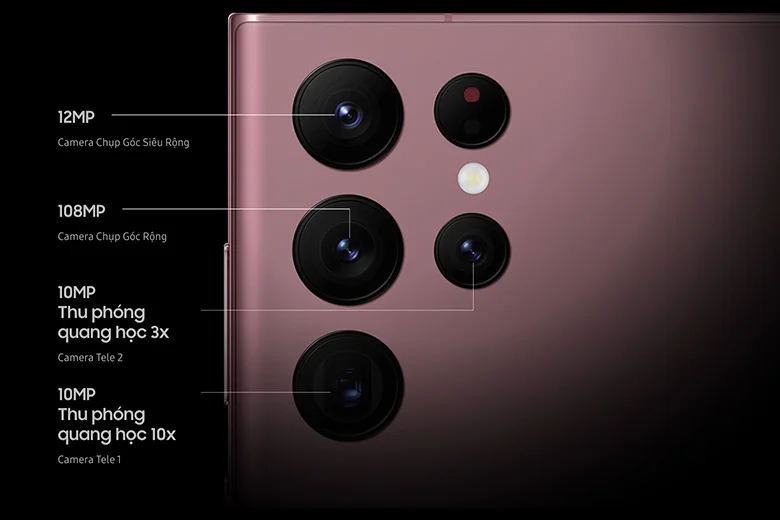 12MP
Camera Chụp Góc Siêu Rộng
108MP
Camera Chụp Góc Rộng
10MP
Thu phóng
quang học 3x
Camera Tele 2
10MP
Thu phóng
quang học 10x
Camera Tele 1